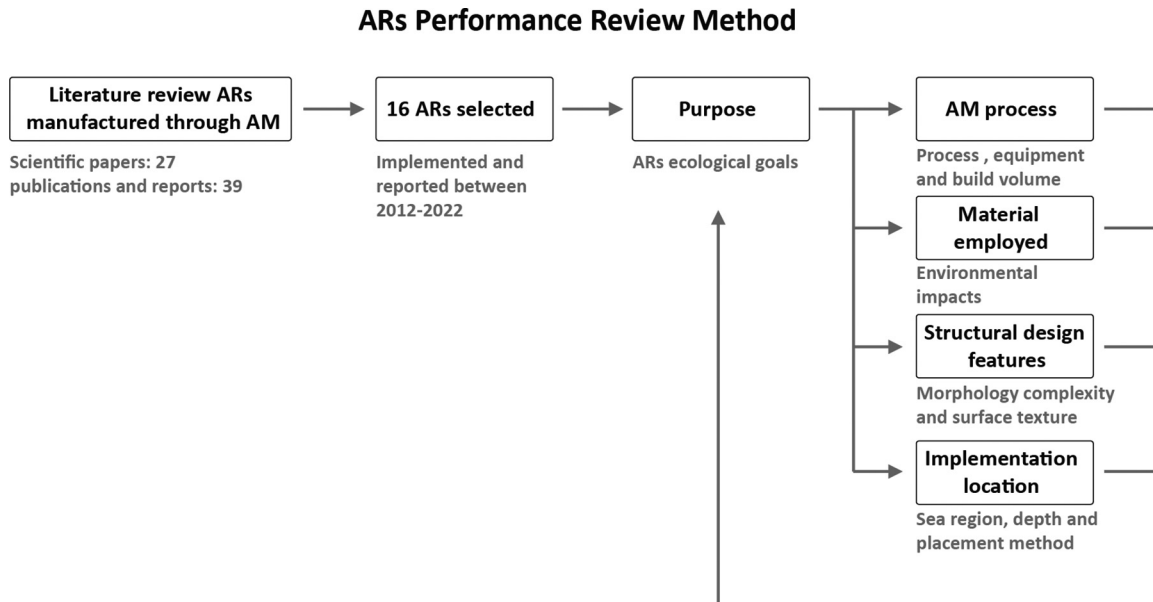 ARs Performance Review Method
Literature review ARs
manufactured through AM
Scientific papers: 27
publications and reports: 39
16 ARs selected
Implemented and
reported between
2012-2022
Purpose
ARs ecological goals
AM process
Process , equipment
and build volume
Material
employed
Environmental
impacts
Structural design
features
Morphology complexity
and surface texture
Implementation
location
Sea region, depth and
placement method